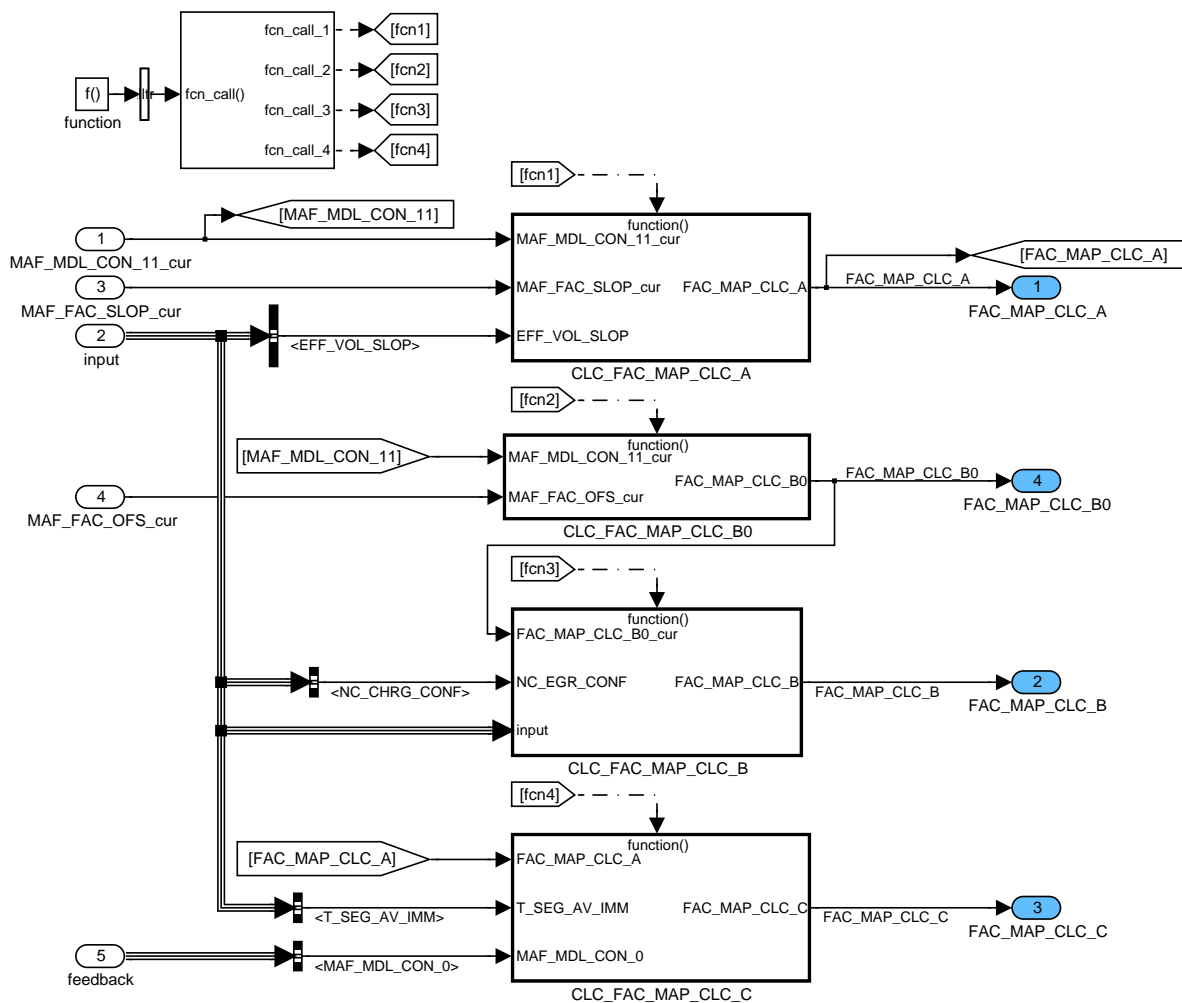 fcn_call_1
[fcn1]
fcn_call_2
[fcn2]
f()
fcn_call()
function
fcn_call_3
[fcn3]
fcn_call_4
[fcn4]
[fcn1]
[MAF_MDL_CON_11]
function()
1
MAF_MDL_CON_11_cur
MAF_MDL_CON_11_cur
[FAC_MAP_CLC_A]
3
MAF_FAC_SLOP_cur
MAF_FAC_SLOP_cur
FAC_MAP_CLC_A
FAC_MAP_CLC_A
1
FAC_MAP_CLC_A
2
input
<EFF_VOL_SLOP>
EFF_VOL_SLOP
CLC_FAC_MAP_CLC_A
[fcn2]
function()
[MAF_MDL_CON_11]
MAF_MDL_CON_11_cur
FAC_MAP_CLC_B0
FAC_MAP_CLC_B0
4
FAC_MAP_CLC_B0
4
MAF_FAC_OFS_cur
MAF_FAC_OFS_cur
CLC_FAC_MAP_CLC_B0
[fcn3]
function()
FAC_MAP_CLC_B0_cur
<NC_CHRG_CONF>
NC_EGR_CONF
FAC_MAP_CLC_B
FAC_MAP_CLC_B
2
FAC_MAP_CLC_B
input
CLC_FAC_MAP_CLC_B
[fcn4]
function()
[FAC_MAP_CLC_A]
FAC_MAP_CLC_A
<T_SEG_AV_IMM>
T_SEG_AV_IMM
FAC_MAP_CLC_C
FAC_MAP_CLC_C
3
FAC_MAP_CLC_C
5
feedback
<MAF_MDL_CON_0>
MAF_MDL_CON_0
CLC_FAC_MAP_CLC_C